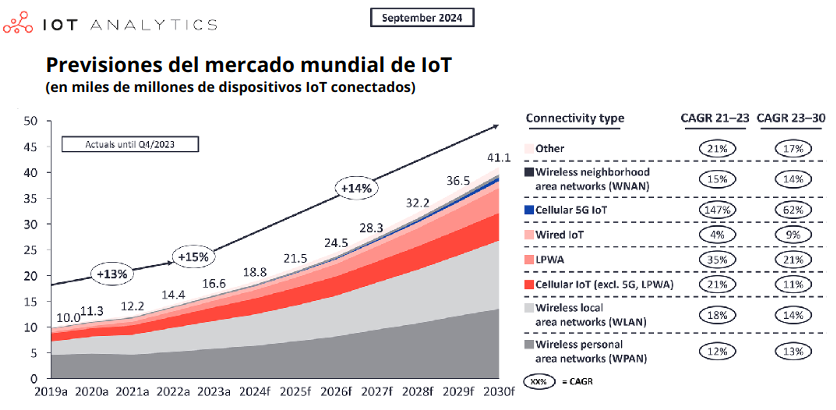 IOT ANALYTICS
September 2024
Previsiones del mercado mundial de IoT
(en miles de millones de dispositivos IoT conectados)
50
45
40
35
30
25
20
15
10
5
0
Actuals until Q4/2023
+13%
+15%
+14%
10.0
11.3
12.2
14.4
16.6
18.8
21.5
24.5
28.3
32.2
36.5
41.1
2019a
2020a
2021a
2022a
2023a
2024f
2025f
2026f
2027f
2028f
2029f
2030f
Connectivity type CAGR 21–23 CAGR 23–30
Other 21% 17%
Wireless neighborhood
area networks (WNAN) 15% 14%
Cellular 5G IoT 147% 62%
Wired IoT 4% 9%
LPWA 35% 21%
Cellular IoT (excl. 5G, LPWA) 21% 11%
Wireless local
area networks (WLAN) 18% 14%
Wireless personal
area networks (WPAN) 12% 13%
XX% = CAGR